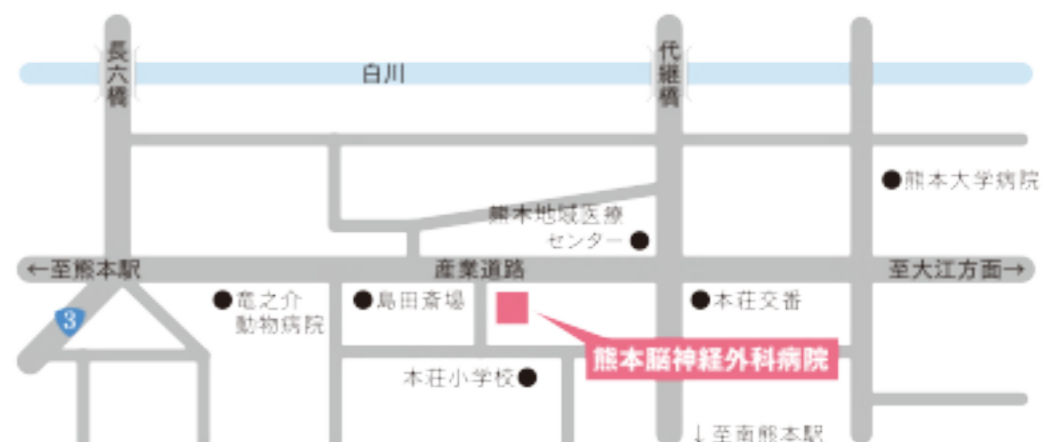 長六橋
白川
代継橋
熊本大学病院
熊本地域医療
センター
←至熊本駅
産業道路
至大江方面→
3
竜之介
動物病院
島田斎場
本荘交番
熊本脳神経外科病院
本荘小学校
↓至南熊本駅